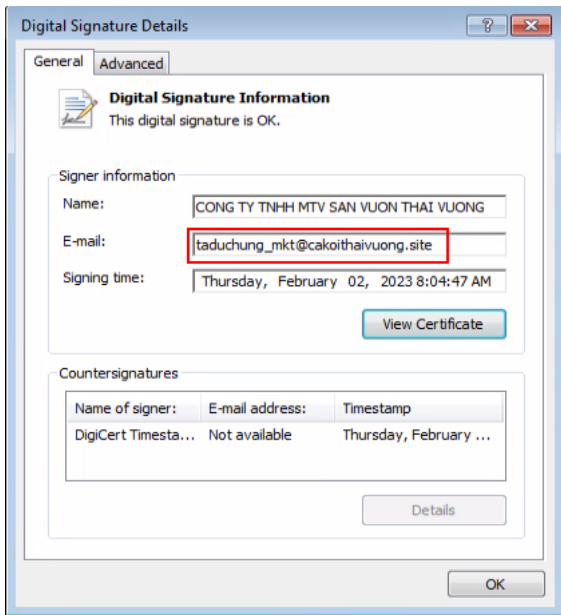 Digital Signature Details
General Advanced
Digital Signature Information
This digital signature is OK.
Signer information
Name: CONG TY TNHH MTV SAN VUON THAI VUONG
E-mail: taduchung_mkt@cakoithaivuong.site
Signing time: Thursday, February 02, 2023 8:04:47 AM
View Certificate
Countersignatures
Name of signer: E-mail address: Timestamp
DigiCert Timesta... Not available Thursday, February ...
Details
OK